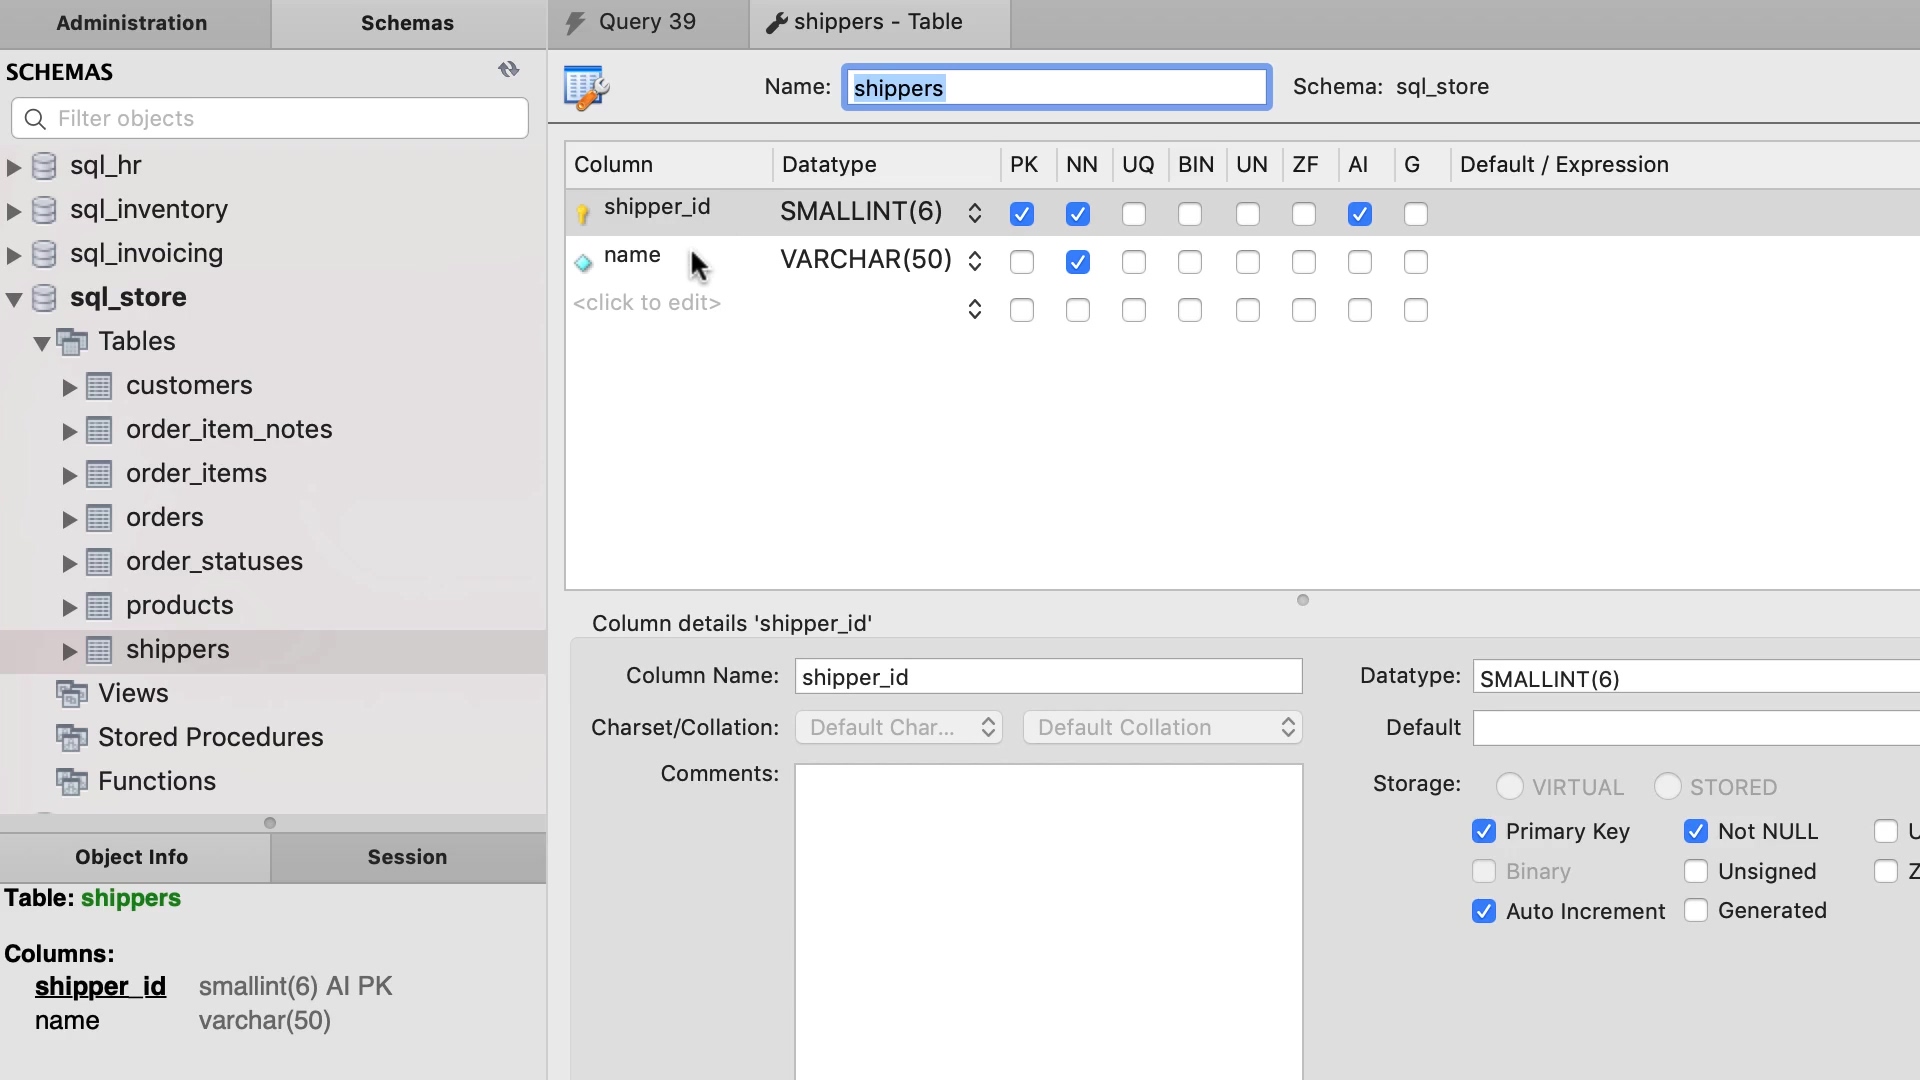 Administration
Schemas
Query 39
shippers - Table
SCHEMAS
Filter objects
sql_hr
sql_inventory
sql_invoicing
sql_store
Tables
customers
order_item_notes
order_items
orders
order_statuses
products
shippers
Views
Stored Procedures
Functions
Object Info
Session
Table: shippers
Columns:
shipper_id smallint(6) AI PK
name varchar(50)
Name: shippers
Schema: sql_store
Column Datatype PK NN UQ BIN UN ZF AI G Default / Expression
shipper_id SMALLINT(6)
name VARCHAR(50)
<click to edit>
Column details 'shipper_id'
Column Name: shipper_id
Datatype: SMALLINT(6)
Charset/Collation: Default Char... Default Collation
Default
Comments:
Storage: VIRTUAL STORED
Primary Key Not NULL U
Binary Unsigned Z
Auto Increment Generated